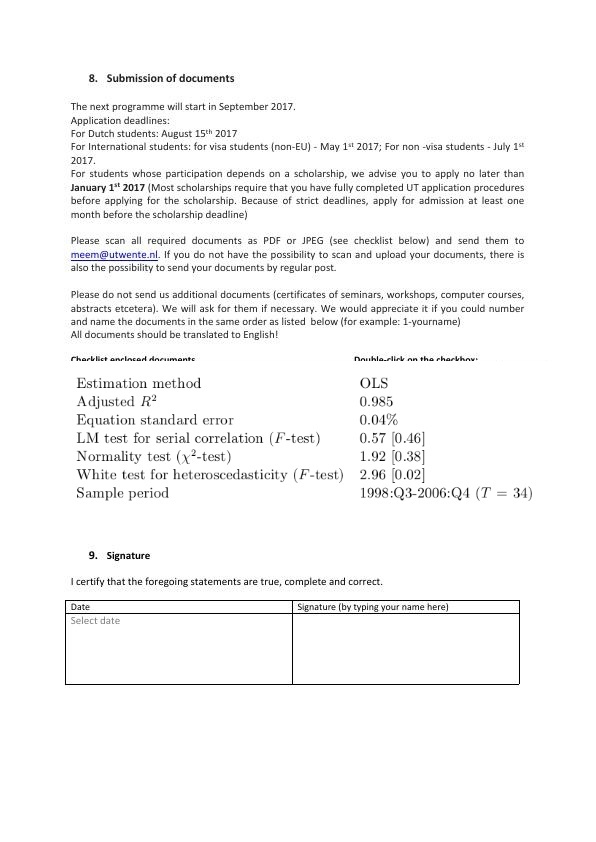 8. Submission of documents
The next programme will start in September 2017.
Application deadlines:
For Dutch students: August 15th 2017
For International students: for visa students (non-EU) - May 1st 2017; For non -visa students - July 1st
2017.
For students whose participation depends on a scholarship, we advise you to apply no later than
January 1st 2017 (Most scholarships require that you have fully completed UT application procedures
before applying for the scholarship. Because of strict deadlines, apply for admission at least one
month before the scholarship deadline)
Please scan all required documents as PDF or JPEG (see checklist below) and send them to
meem@utwente.nl. If you do not have the possibility to scan and upload your documents, there is
also the possibility to send your documents by regular post.
Please do not send us additional documents (certificates of seminars, workshops, computer courses,
abstracts etcetera). We will ask for them if necessary. We would appreciate it if you could number
and name the documents in the same order as listed below (for example: 1-yourname)
All documents should be translated to English!
Checklist enclosed documents Double-click on the checkbox:
Estimation method OLS
Adjusted R² 0.985
Equation standard error 0.04%
LM test for serial correlation (F-test) 0.57 [0.46]
Normality test (χ²-test) 1.92 [0.38]
White test for heteroscedasticity (F-test) 2.96 [0.02]
Sample period 1998:Q3-2006:Q4 (T = 34)
9. Signature
I certify that the foregoing statements are true, complete and correct.
Date Signature (by typing your name here)
Select date